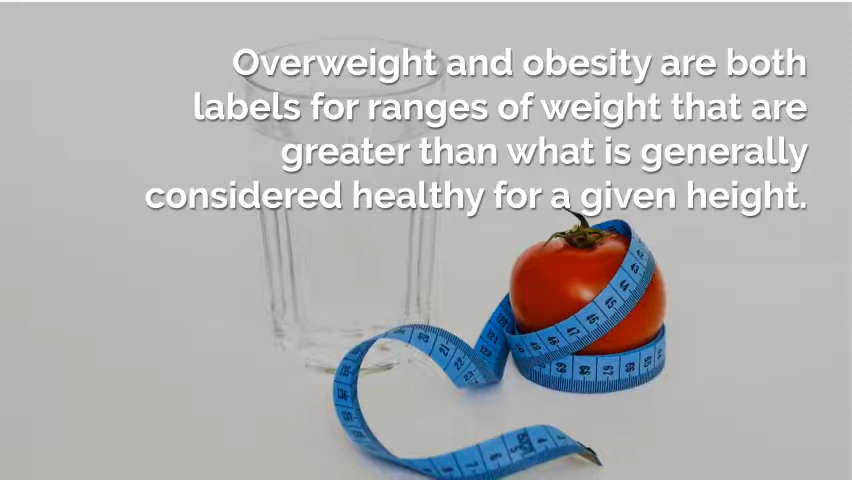 Overweight and obesity are both
labels for ranges of weight that are
greater than what is generally
considered healthy for a given height.